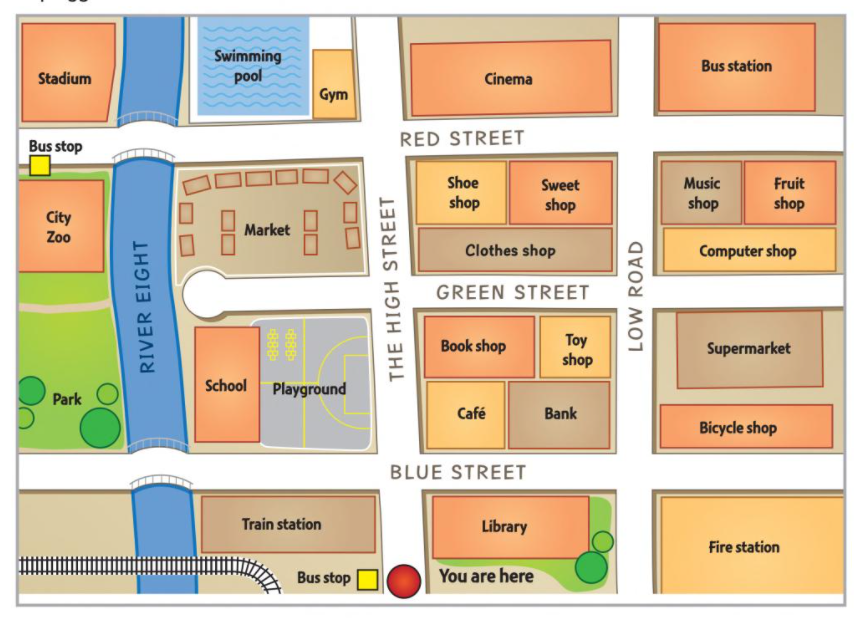 Stadium
Swimming
pool
Gym
Cinema
Bus station
RED STREET
Bus stop
City
Zoo
Market
Shoe
shop
Sweet
shop
Music
shop
Fruit
shop
Clothes shop
Computer shop
RIVER EIGHT
THE HIGH STREET
GREEN STREET
LOW ROAD
Park
School
Playground
Book shop
Toy
shop
Café
Bank
Supermarket
Bicycle shop
BLUE STREET
Train station
Library
Fire station
Bus stop
You are here